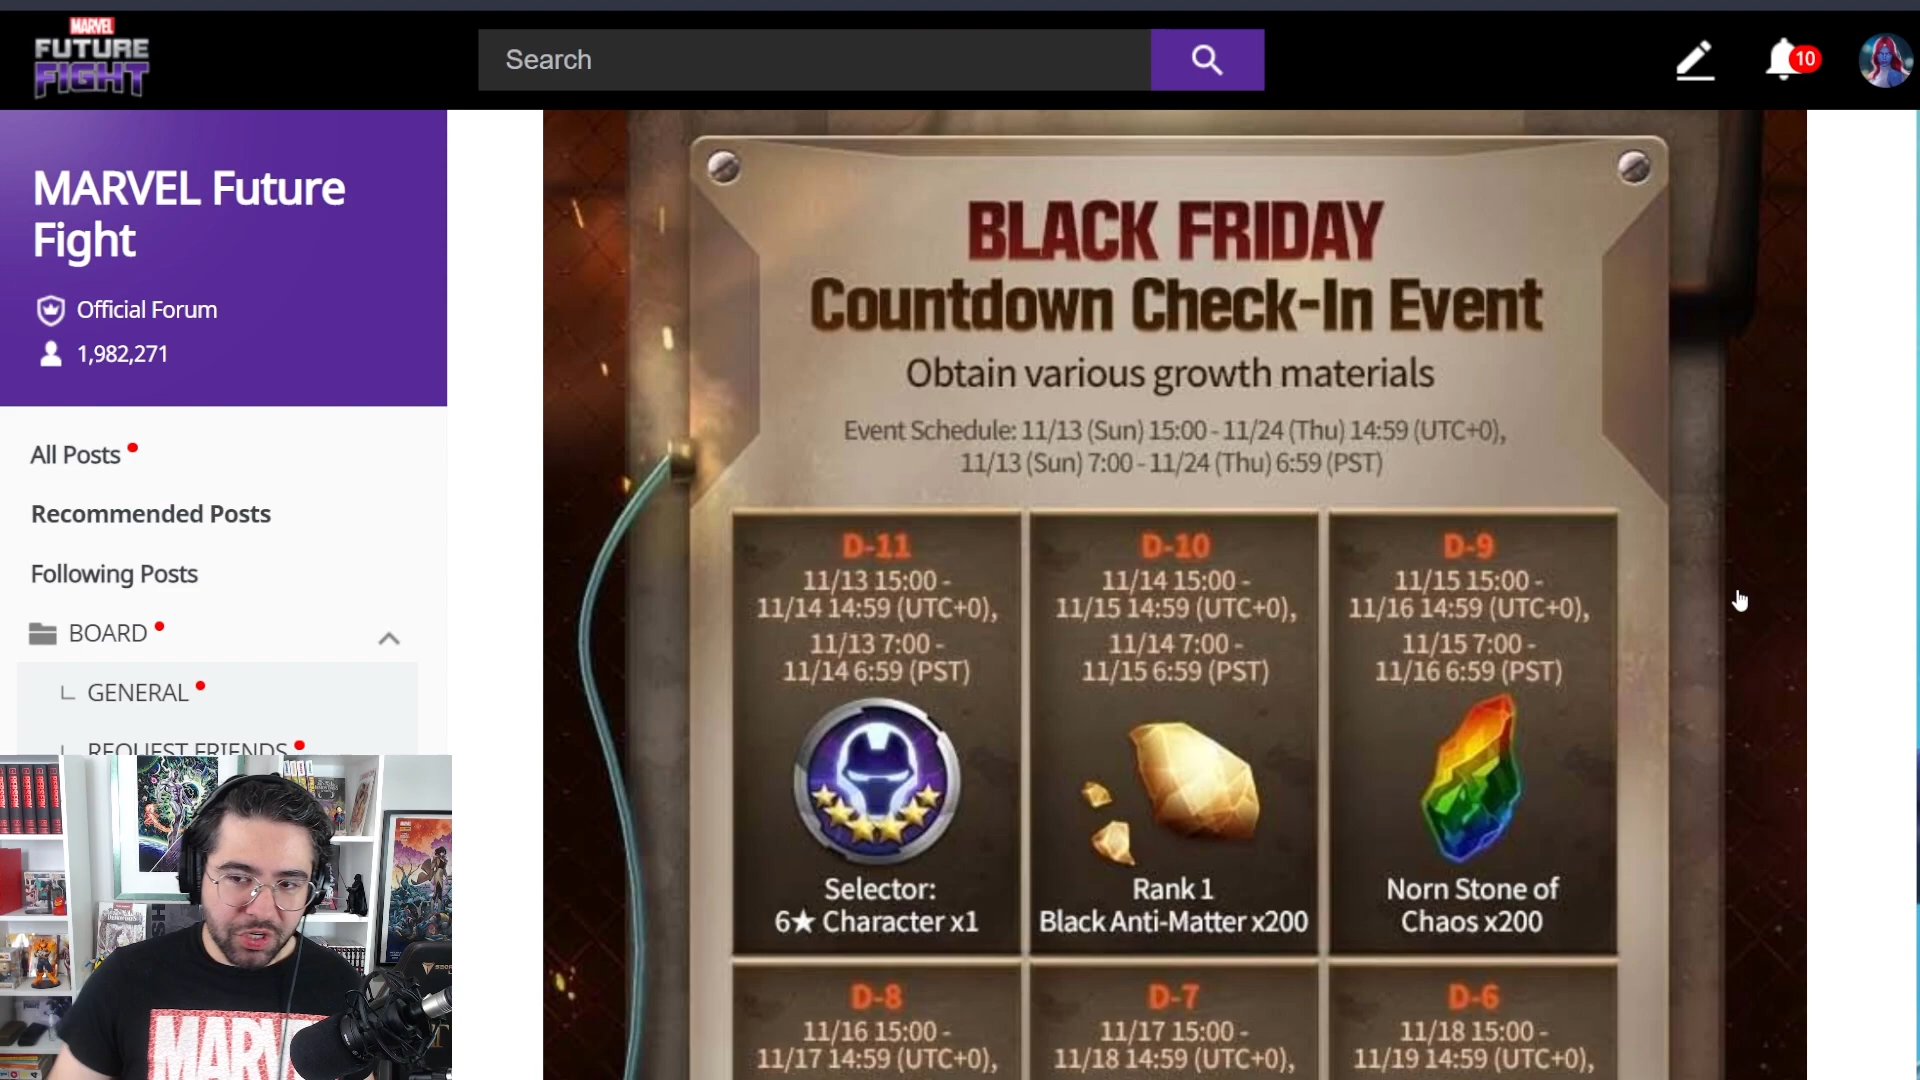 MARVEL
FUTURE
FIGHT
Search
10
MARVEL Future
Fight
Official Forum
1,982,271
All Posts
Recommended Posts
Following Posts
BOARD
GENERAL
REQUEST FRIENDS
BLACK FRIDAY
Countdown Check-In Event
Obtain various growth materials
Event Schedule: 11/13 (Sun) 15:00 - 11/24 (Thu) 14:59 (UTC+0),
11/13 (Sun) 7:00 - 11/24 (Thu) 6:59 (PST)
D-11
11/13 15:00 -
11/14 14:59 (UTC+0),
11/13 7:00 -
11/14 6:59 (PST)
Selector:
6★ Character x1
D-10
11/14 15:00 -
11/15 14:59 (UTC+0),
11/14 7:00 -
11/15 6:59 (PST)
Rank 1
Black Anti-Matter x200
D-9
11/15 15:00 -
11/16 14:59 (UTC+0),
11/15 7:00 -
11/16 6:59 (PST)
Norn Stone of
Chaos x200
D-8
11/16 15:00 -
11/17 14:59 (UTC+0),
D-7
11/17 15:00 -
11/18 14:59 (UTC+0),
D-6
11/18 15:00 -
11/19 14:59 (UTC+0),
MARV